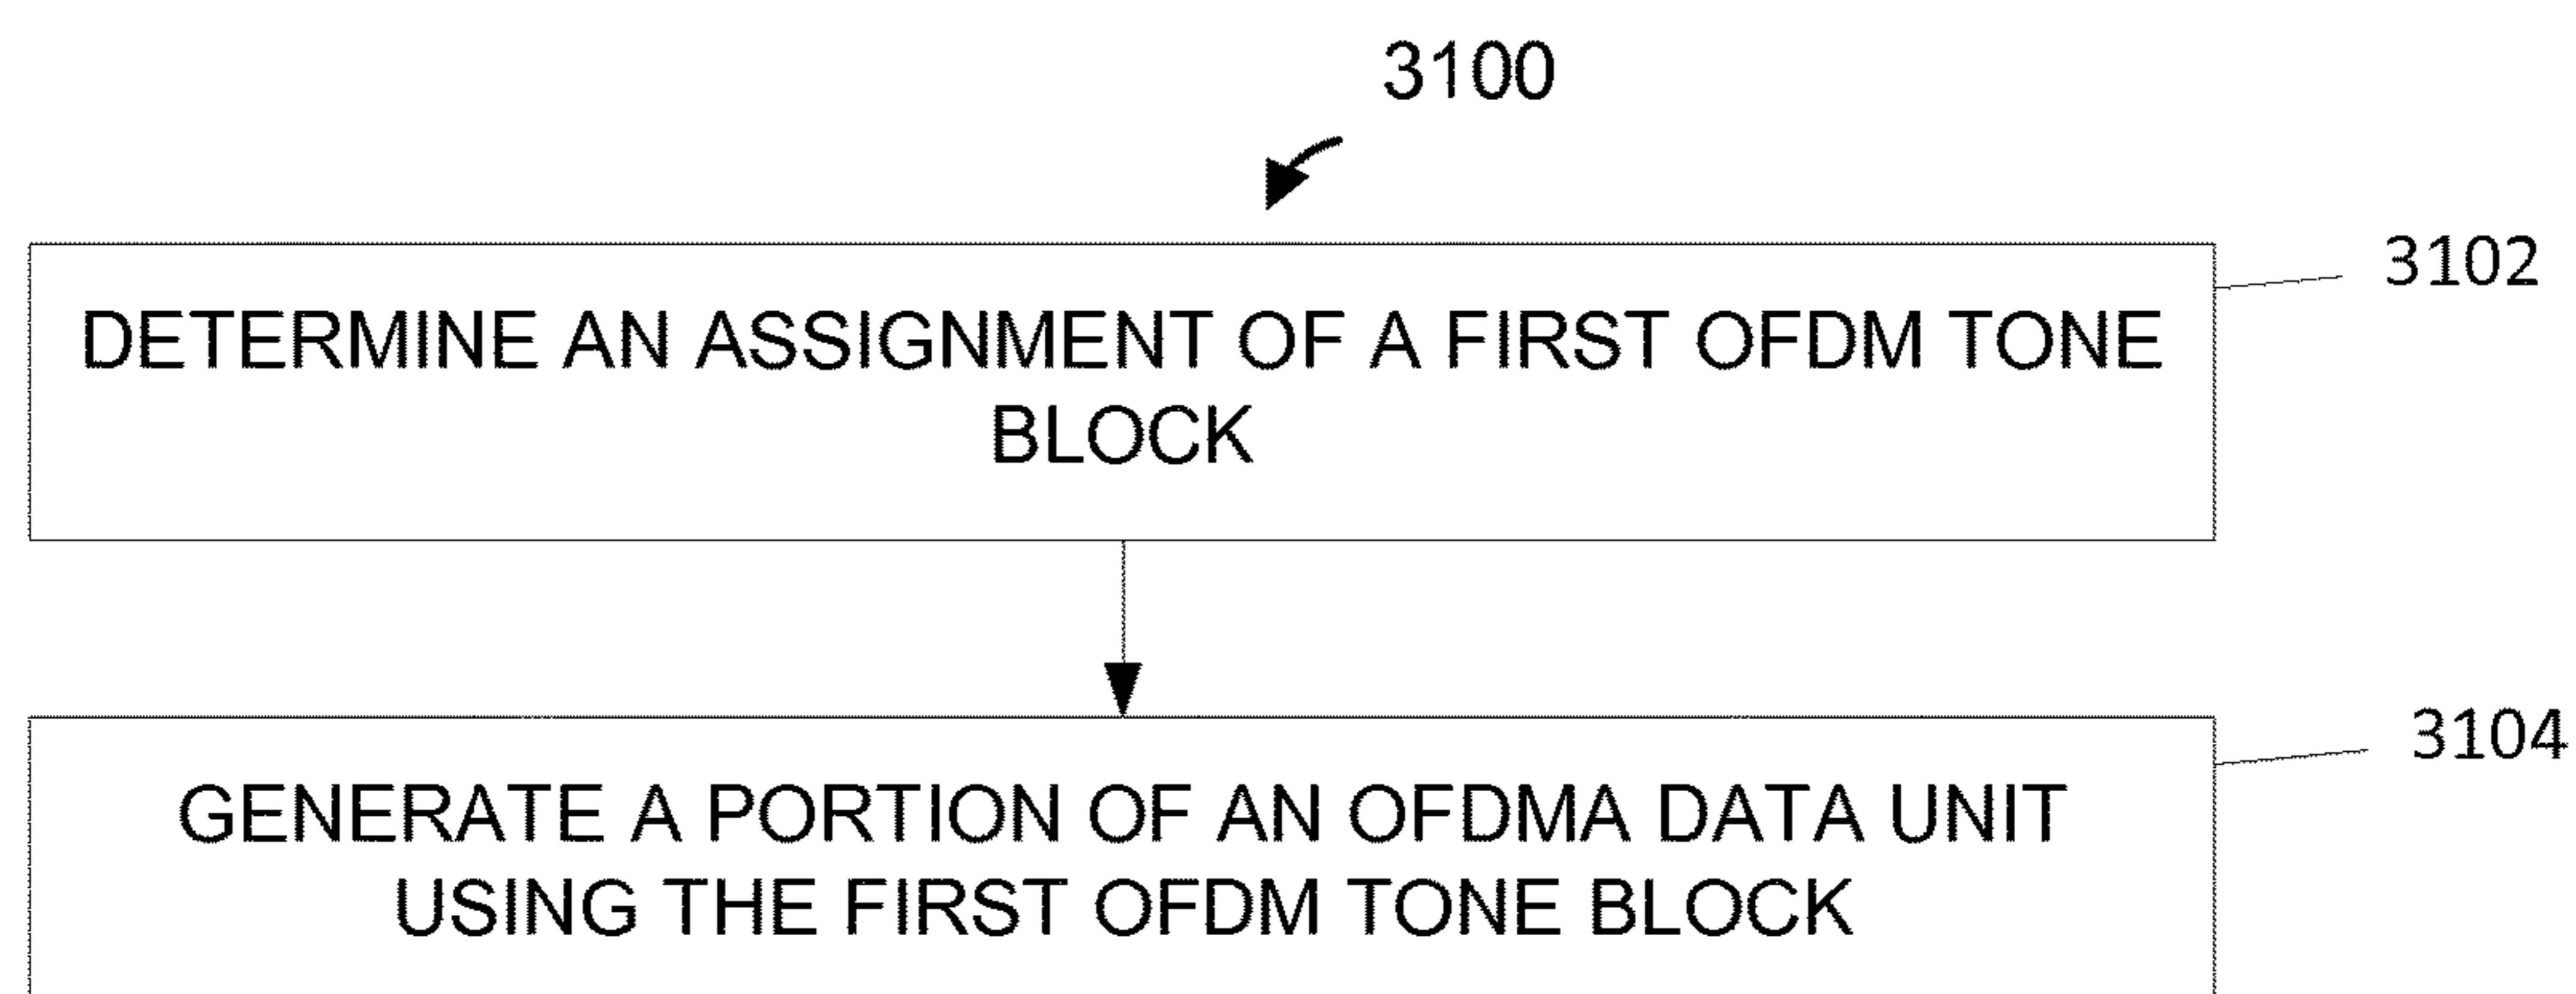 3100
3102
DETERMINE AN ASSIGNMENT OF A FIRST OFDM TONE
BLOCK
3104
GENERATE A PORTION OF AN OFDMA DATA UNIT
USING THE FIRST OFDM TONE BLOCK